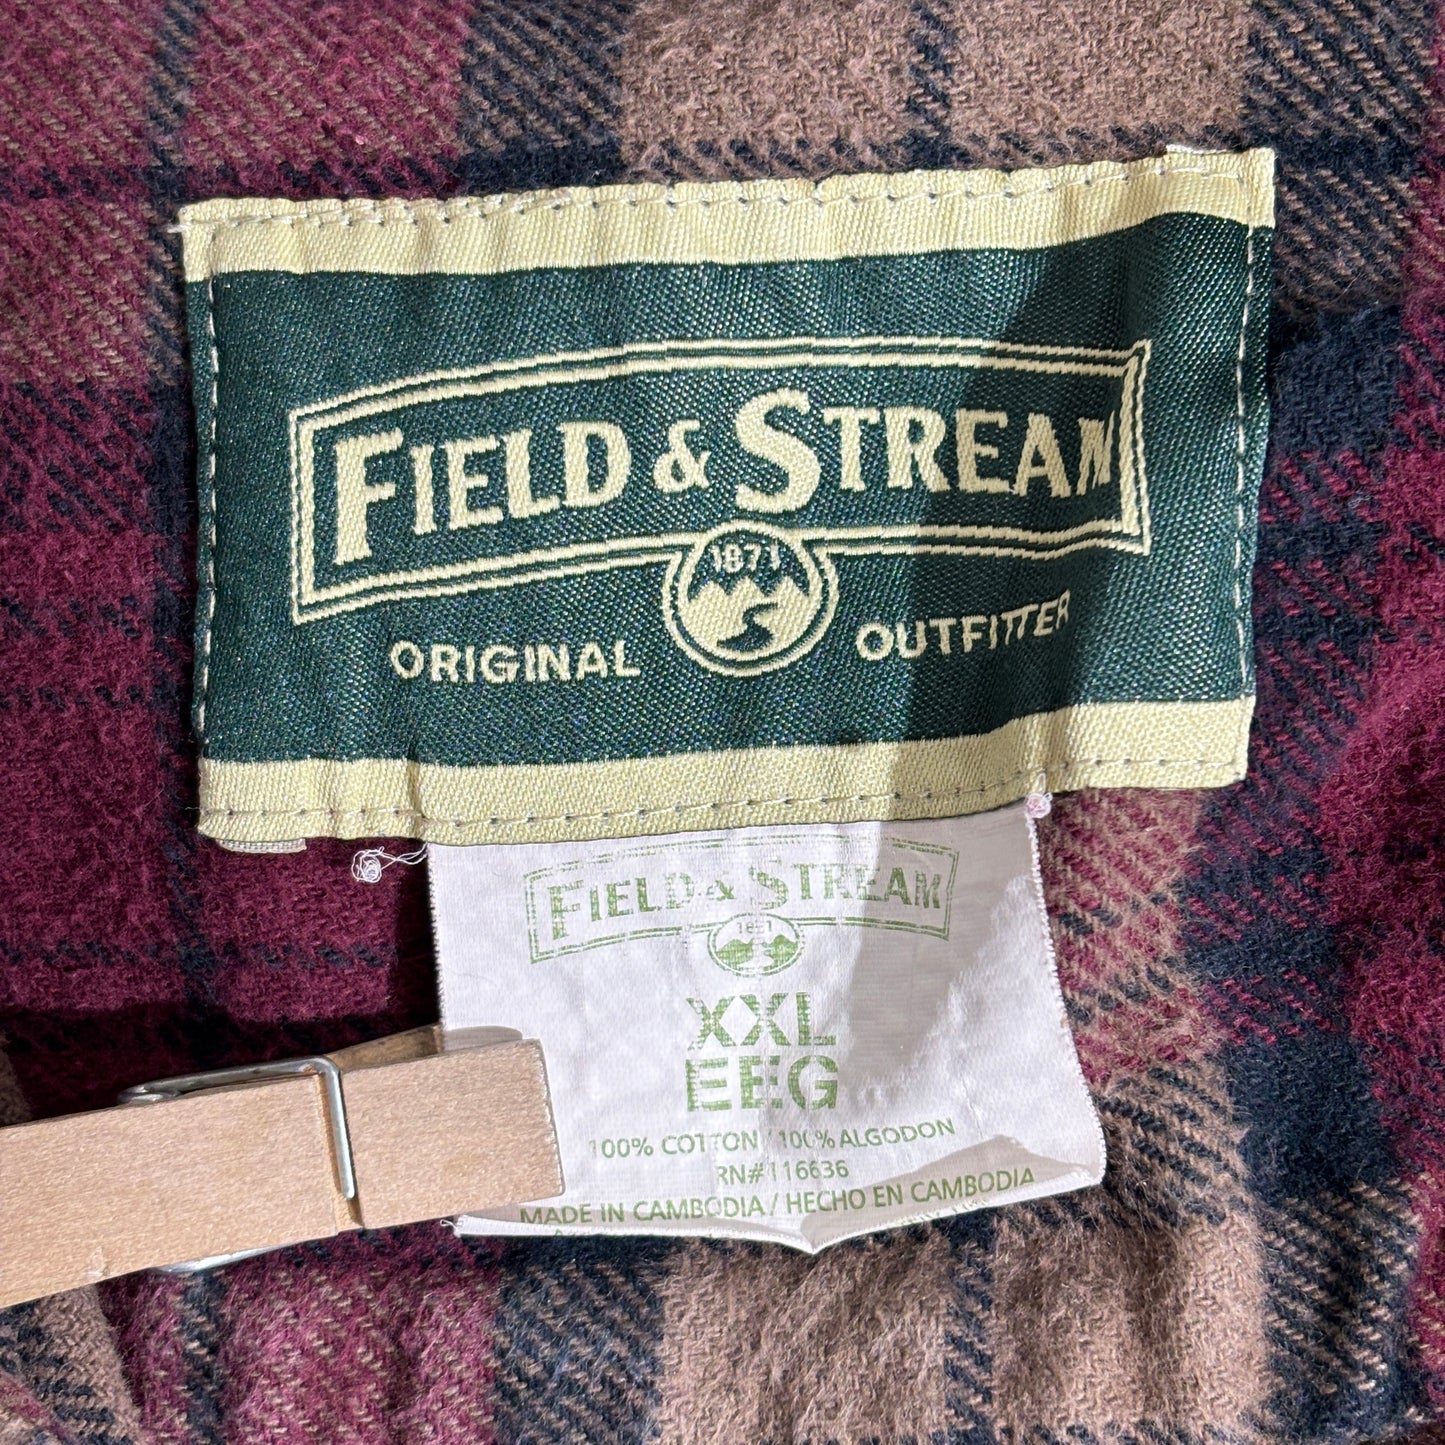 FIELD & STREAM
1871
ORIGINAL OUTFITTER
FIELD & STREAM
1871
XXL
EEG
100% COTTON / 100% ALGODON
RN# 116636
MADE IN CAMBODIA / HECHO EN CAMBODIA